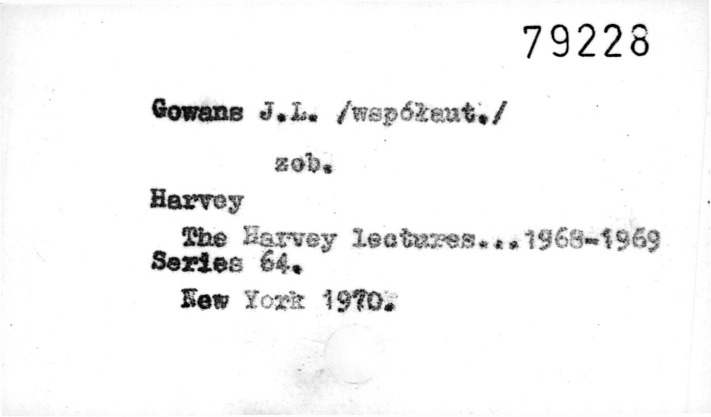 79228
Gowans J.L. /współaut./
zob.
Harvey
The Harvey lectures...1968-1969
Series 64.
New York 1970.